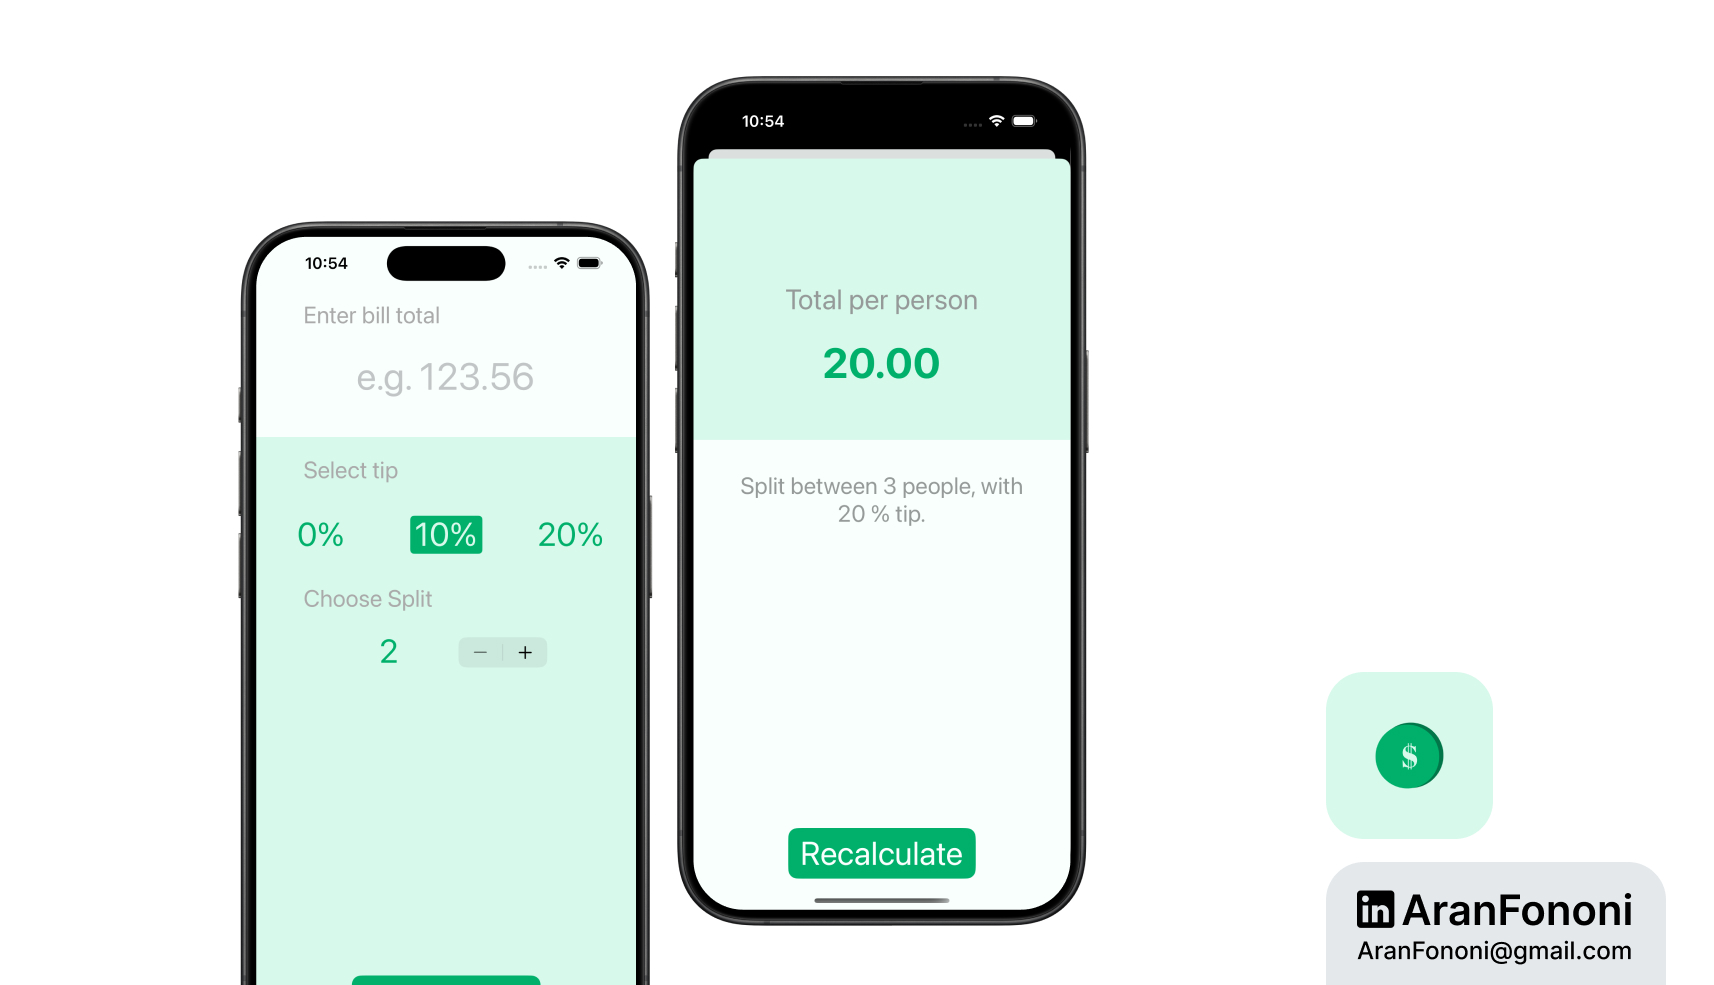 10:54
Enter bill total
e.g. 123.56
Select tip
0% 10% 20%
Choose Split
2 − +
10:54
Total per person
20.00
Split between 3 people, with
20 % tip.
Recalculate
$
in AranFononi
AranFononi@gmail.com